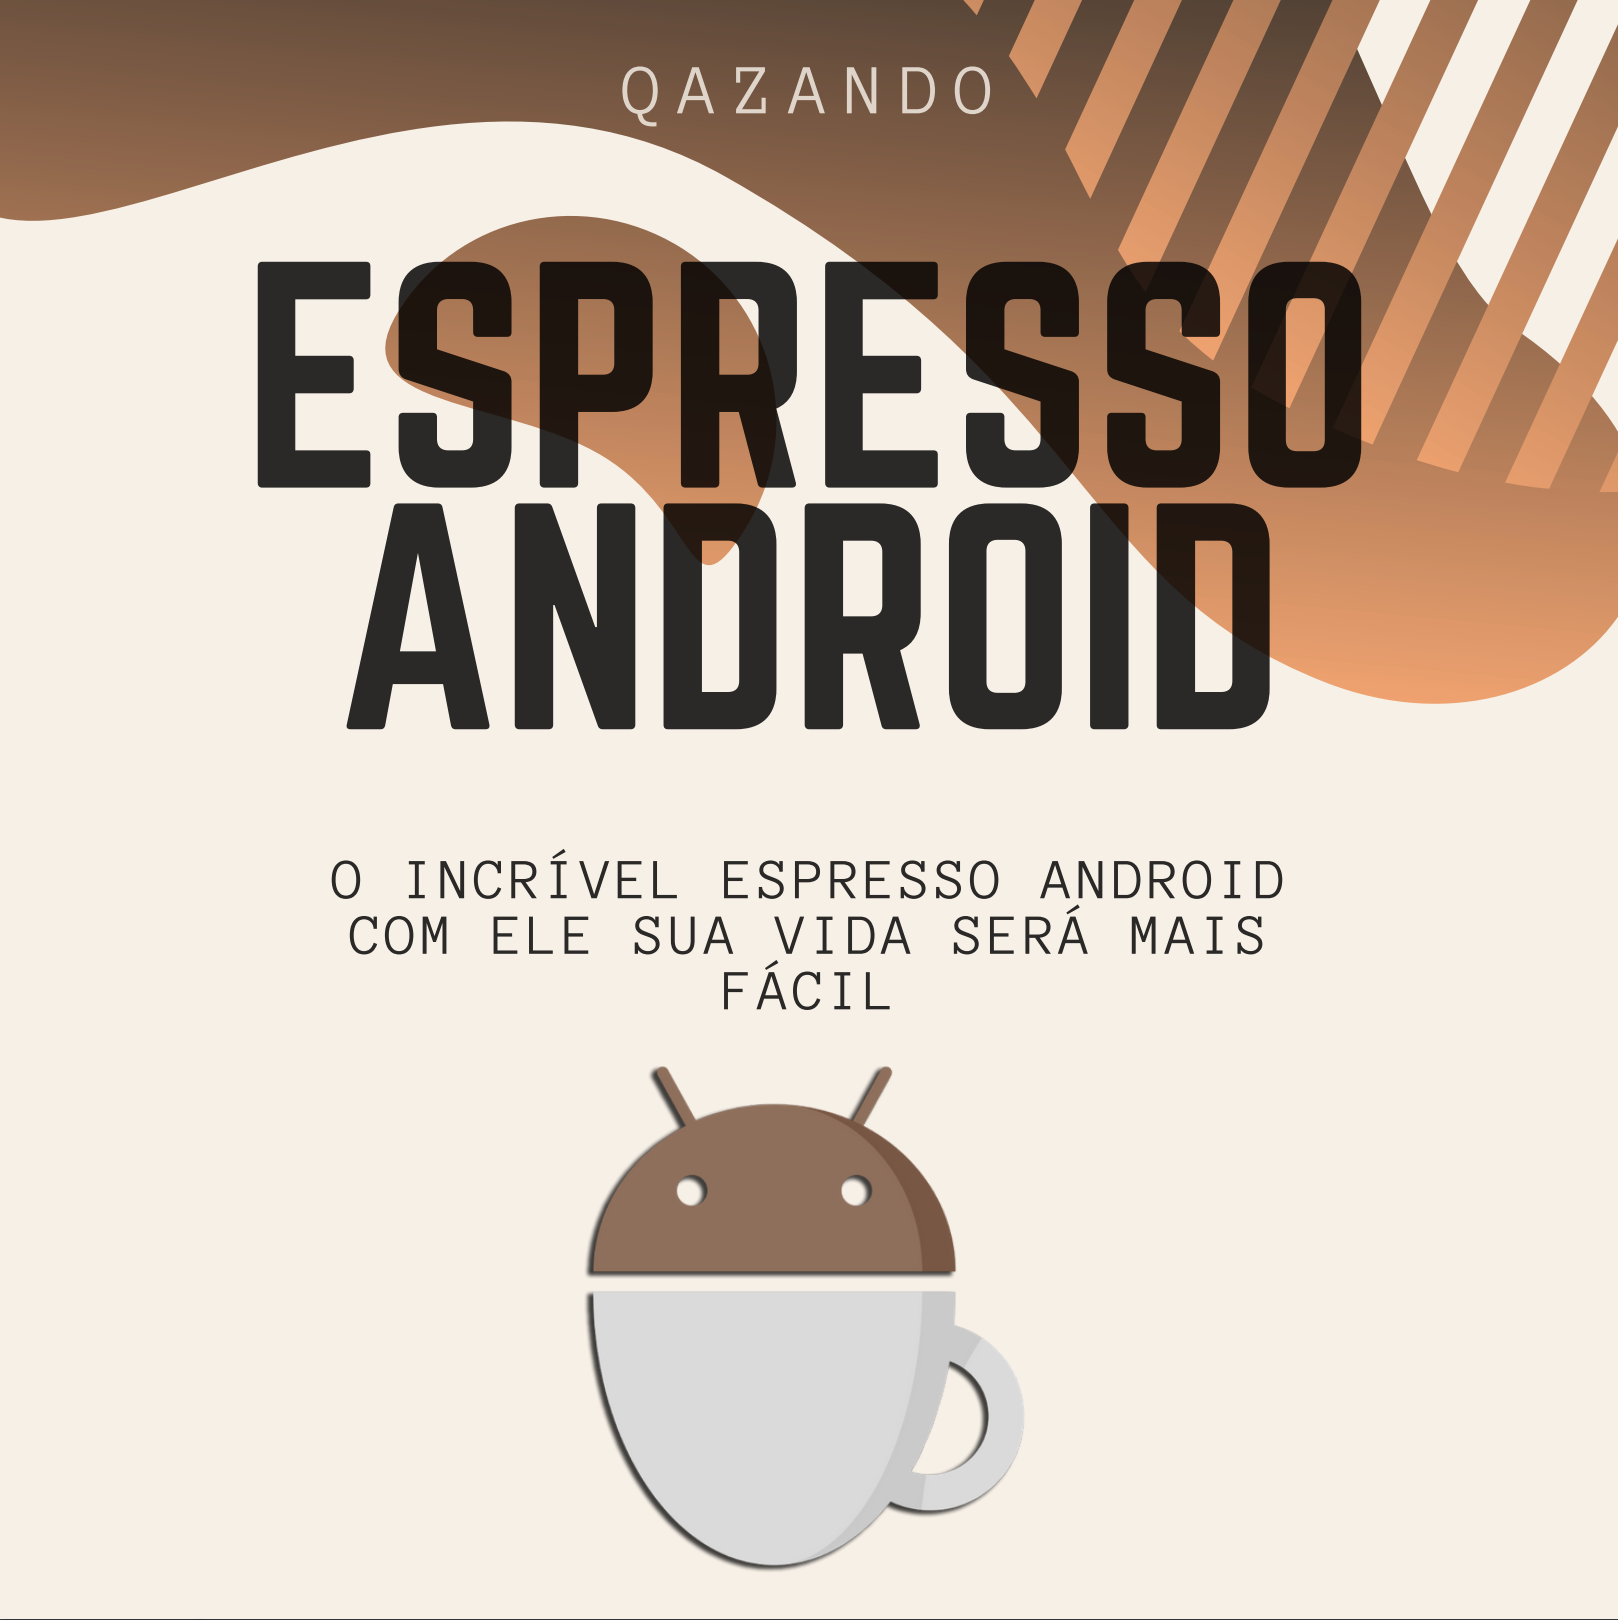 QAZANDO
ESPRESSO
ANDROID
O INCRÍVEL ESPRESSO ANDROID
COM ELE SUA VIDA SERÁ MAIS
FÁCIL